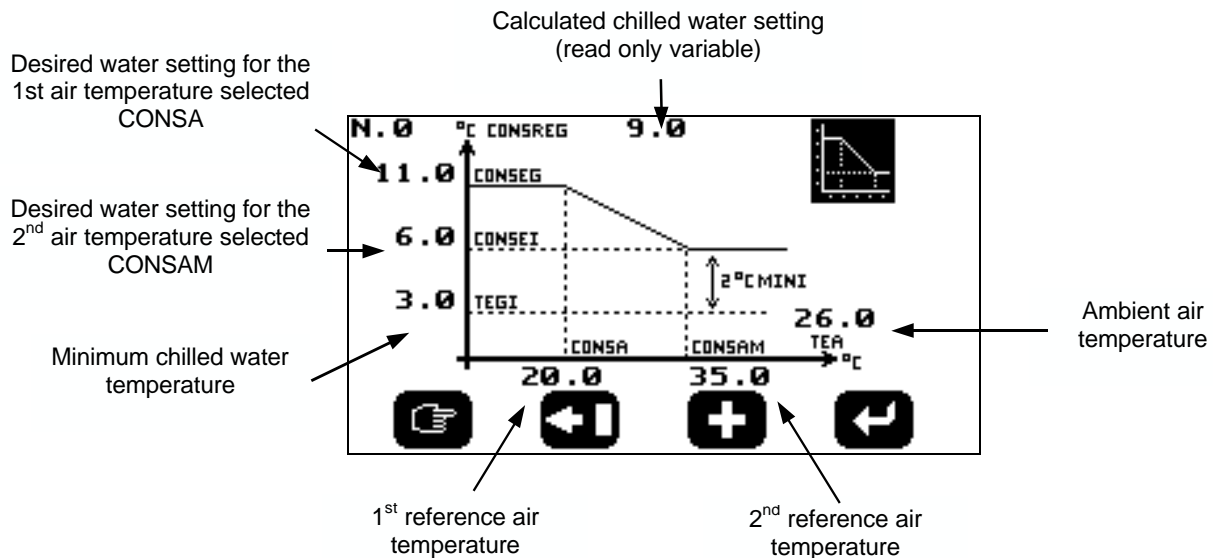 Calculated chilled water setting
(read only variable)
Desired water setting for the
1st air temperature selected
CONSA
N.0 °C CONSREG 9.0
11.0 CONSEG
Desired water setting for the
2nd air temperature selected
CONSAM
6.0 CONSEI
2°CMINI
3.0 TEGI
26.0
TEA
Ambient air
temperature
Minimum chilled water
temperature
CONSA CONSAM
°C
20.0 35.0
1st reference air
temperature
2nd reference air
temperature